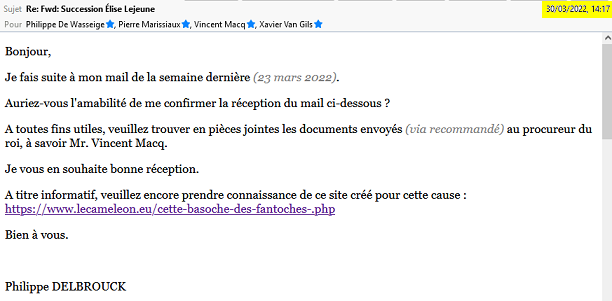 Sujet Re: Fwd: Succession Élise Lejeune 30/03/2022, 14:17
Pour Philippe De Wasseige, Pierre Marissiaux, Vincent Macq, Xavier Van Gils
Bonjour,
Je fais suite à mon mail de la semaine dernière (23 mars 2022).
Auriez-vous l'amabilité de me confirmer la réception du mail ci-dessous ?
A toutes fins utiles, veuillez trouver en pièces jointes les documents envoyés (via recommandé) au procureur du
roi, à savoir Mr. Vincent Macq.
Je vous en souhaite bonne réception.
A titre informatif, veuillez encore prendre connaissance de ce site créé pour cette cause :
https://www.lecameleon.eu/cette-basoche-des-fantoches-.php
Bien à vous.
Philippe DELBROUCK